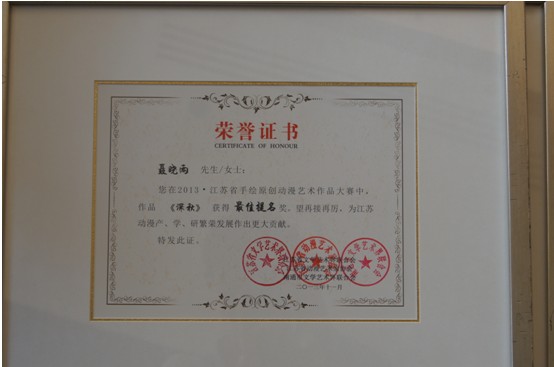 荣誉证书
CERTIFICATE OF HONOUR
聂晓雨 先生/女士：
您在2013·江苏省手绘原创动漫艺术作品大赛中，
作品 《深秋》 获得 最佳提名 奖。望再接再厉，为江苏
动漫产、学、研繁荣发展作出更大贡献。
特发此证。